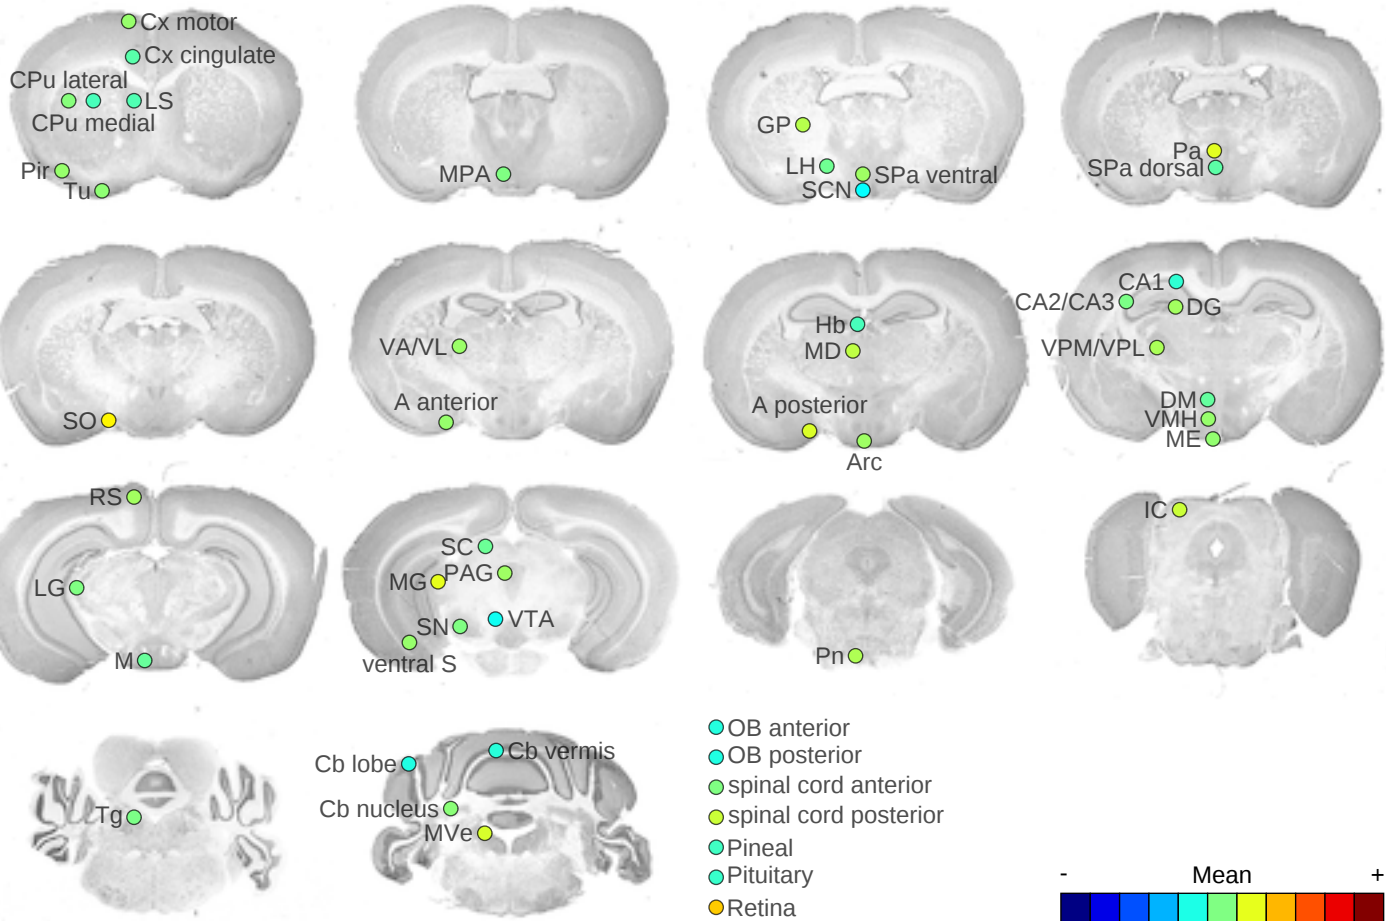 Cx motor
Cx cingulate
CPu lateral
LS
CPu medial
Pir
Tu
MPA
GP
LH
SPa ventral
SCN
Pa
SPa dorsal
SO
VA/VL
A anterior
Hb
MD
A posterior
Arc
CA1
CA2/CA3
DG
VPM/VPL
DM
VMH
ME
RS
LG
M
SC
MG
PAG
SN
VTA
ventral S
Pn
IC
Tg
Cb lobe
Cb vermis
Cb nucleus
MVe
OB anterior
OB posterior
spinal cord anterior
spinal cord posterior
Pineal
Pituitary
Retina
- Mean +